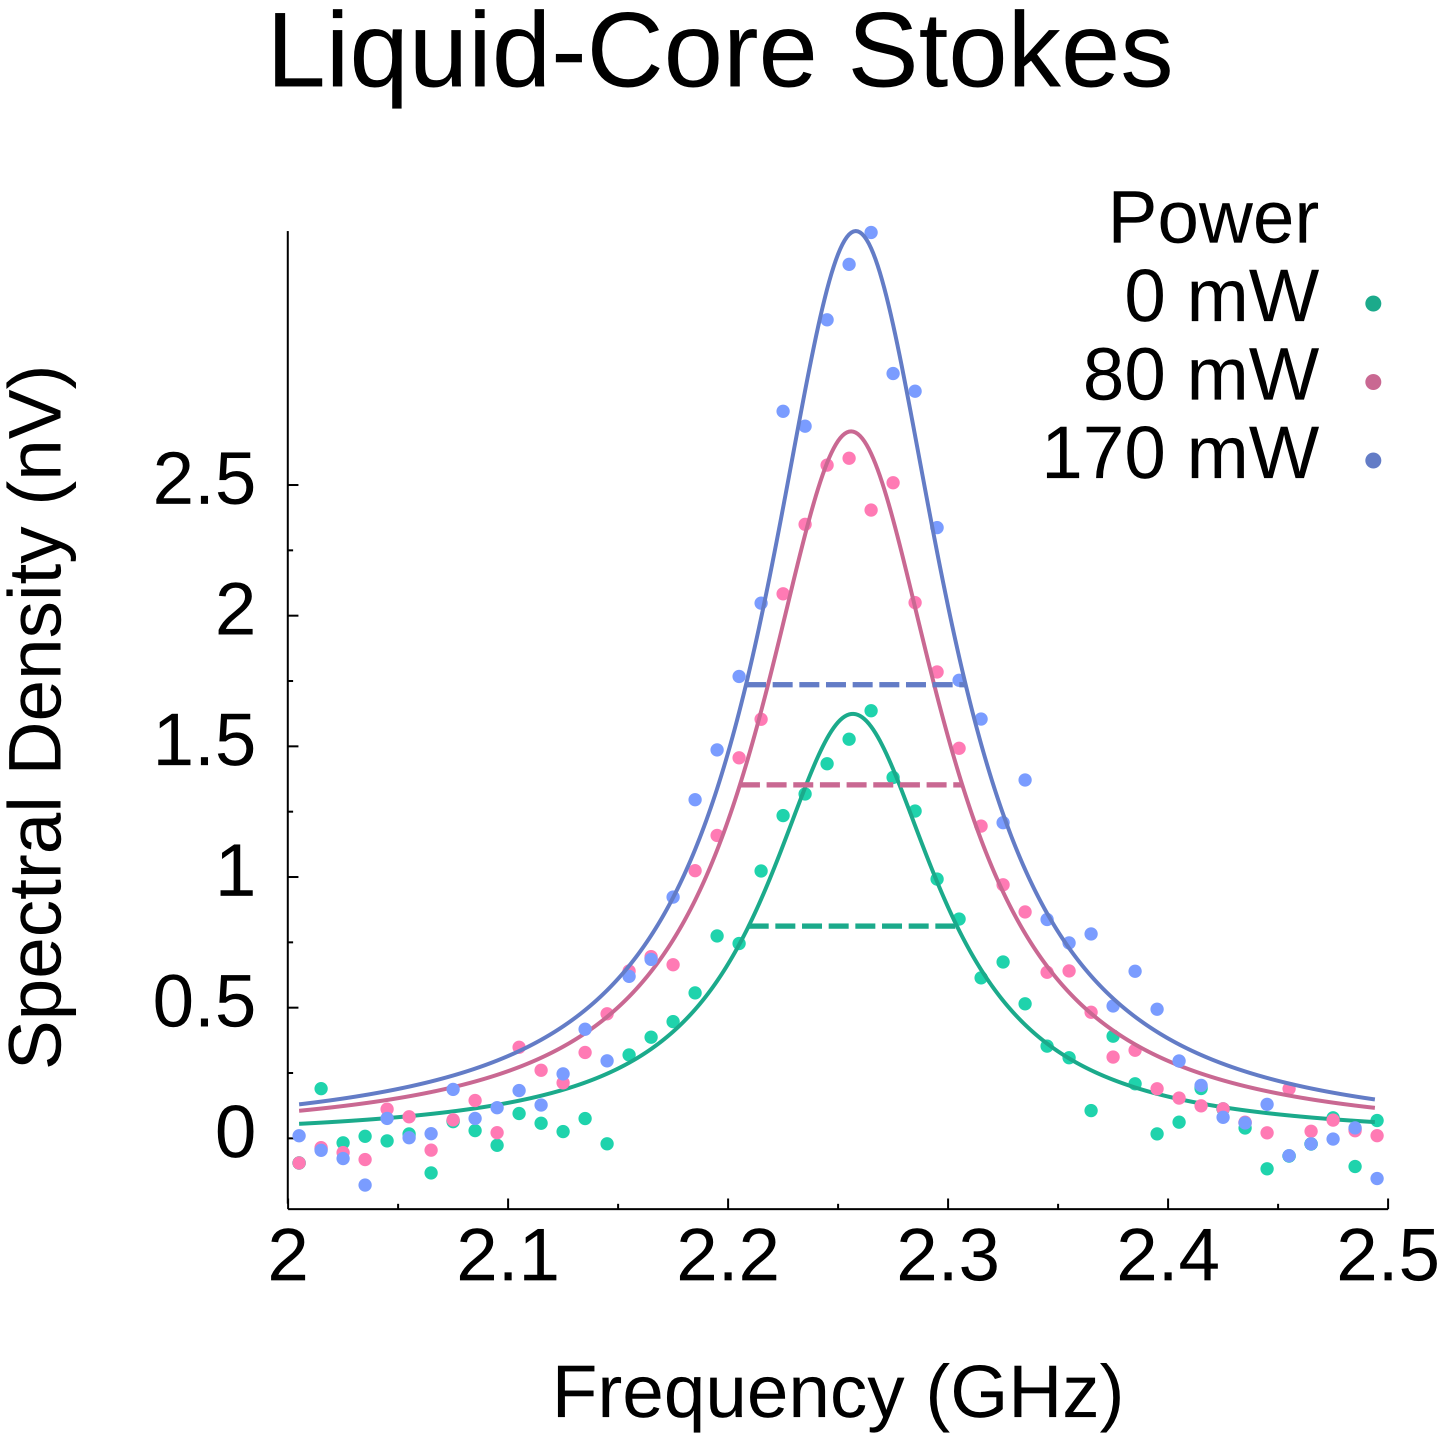 Liquid-Core Stokes
Power
0 mW
80 mW
170 mW
Spectral Density (nV)
2.5
2
1.5
1
0.5
0
2 2.1 2.2 2.3 2.4 2.5
Frequency (GHz)